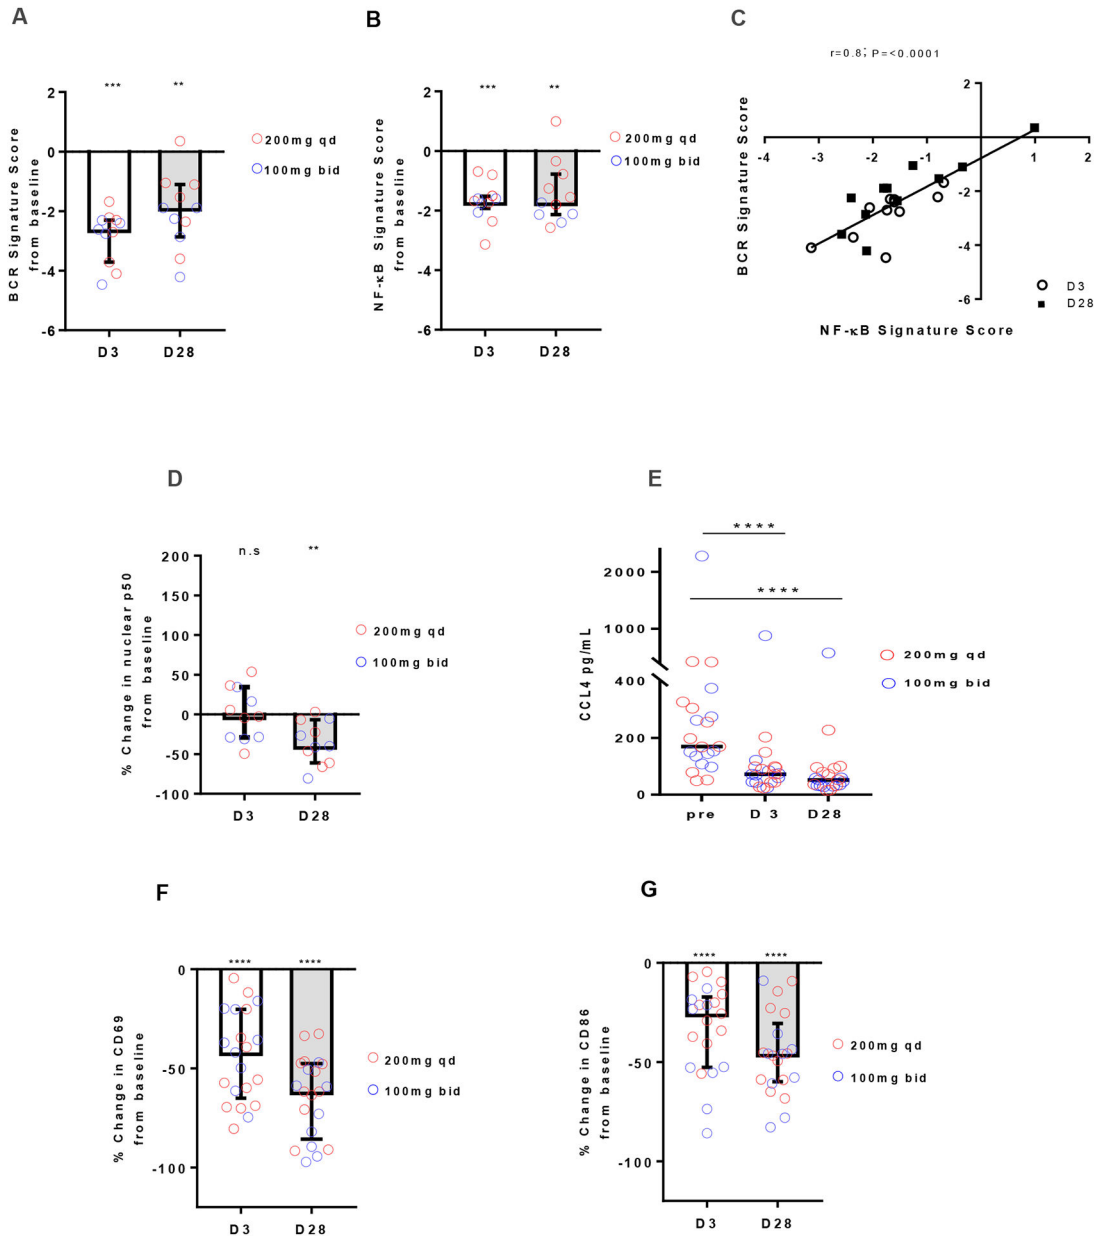 A
BCR Signature Score
from baseline
2
0
-2
-4
-6
***
**
D3
D28
200mg qd
100mg bid
B
NF-κB Signature Score
from baseline
2
0
-2
-4
-6
***
**
D3
D28
200mg qd
100mg bid
C
r=0.8; P=<0.0001
BCR Signature Score
2
-2
-4
-6
-4
-3
-2
-1
1
2
NF-κB Signature Score
D3
D28
D
% Change in nuclear p50
from baseline
200
150
100
50
0
-50
-100
n.s
**
D3
D28
200mg qd
100mg bid
E
CCL4 pg/mL
2000
1000
400
200
0
****
****
pre
D 3
D28
200mg qd
100mg bid
F
% Change in CD69
from baseline
0
-50
-100
****
****
D3
D28
200mg qd
100mg bid
G
% Change in CD86
from baseline
0
-50
-100
****
****
D3
D28
200mg qd
100mg bid